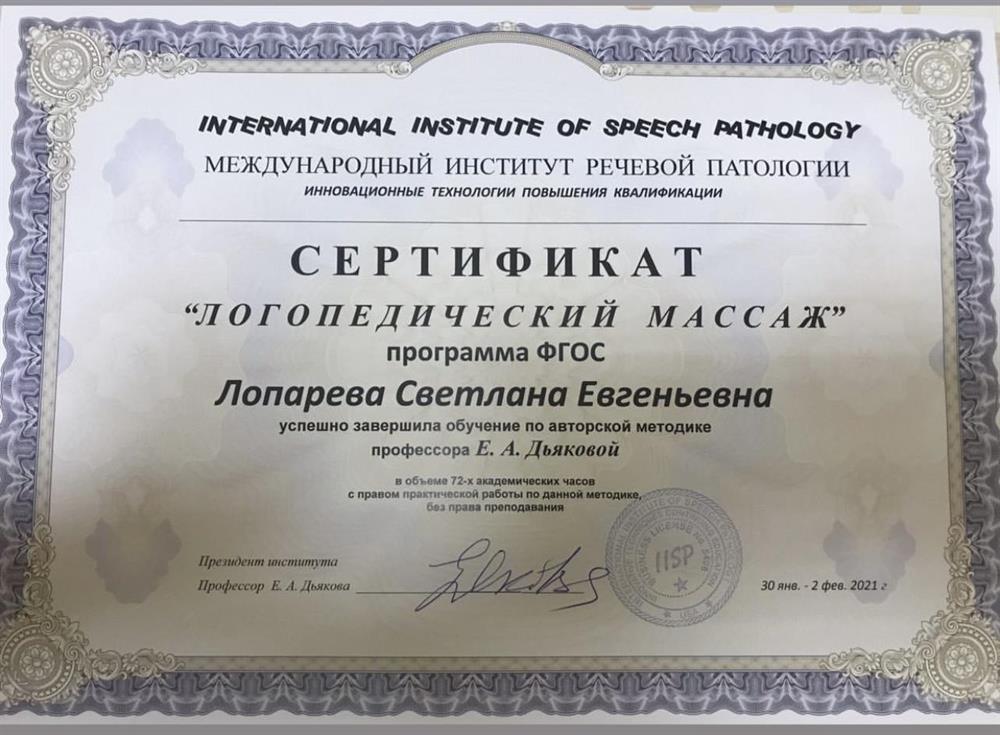 INTERNATIONAL INSTITUTE OF SPEECH PATHOLOGY
МЕЖДУНАРОДНЫЙ ИНСТИТУТ РЕЧЕВОЙ ПАТОЛОГИИ
ИННОВАЦИОННЫЕ ТЕХНОЛОГИИ ПОВЫШЕНИЯ КВАЛИФИКАЦИИ
СЕРТИФИКАТ
“ЛОГОПЕДИЧЕСКИЙ МАССАЖ”
программа ФГОС
Лопарева Светлана Евгеньевна
успешно завершила обучение по авторской методике
профессора Е. А. Дьяковой
в объеме 72-х академических часов
с правом практической работы по данной методике,
без права преподавания
Президент института
Профессор Е. А. Дьякова
IISP
USA
30 янв. - 2 фев. 2021 г